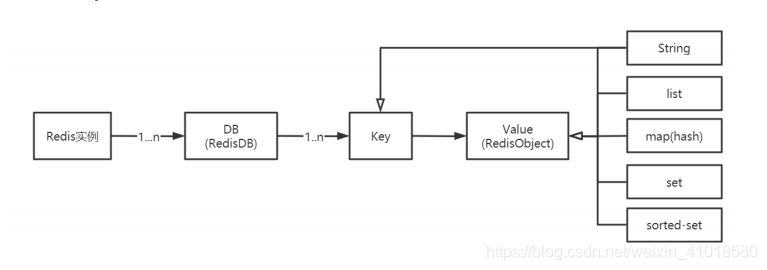 String
list
Redis实例
1...n
DB
(RedisDB)
1..n
Key
Value
(RedisObject)
map(hash)
set
sorted-set
https://blog.csdn.net/weixin_41018580